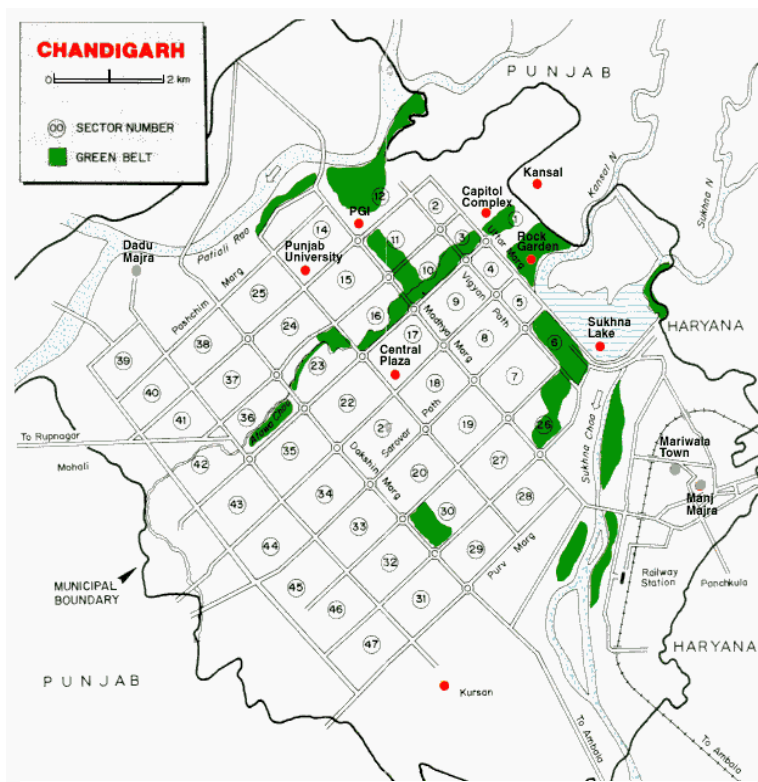 CHANDIGARH
0 2 km
00 SECTOR NUMBER
GREEN BELT
PUNJAB
Kansal
Kansal N
Sukhna N
Capitol
Complex
1
12
2
PGI
3
Uttar Marg
Rock
Garden
14
11
Dadu
Majra
Patiali Rao
Punjab
University
10
4
15
25
Poshchim Marg
Vigyan Path
5
9
16
24
Madhya Marg
17
HARYANA
Sukhna
Lake
6
38
8
39
23
Central
Plaza
37
7
18
40
22
36
Alawa Choa
41
26
19
2
Sarovar Path
To Rupnagar
35
Dakshin Marg
Sukhna Choa
Mariwala
Town
42
27
Mohali
20
Manj
Majra
34
28
43
33
30
44
29
Purv Marg
32
Railway
Station
Panchkula
MUNICIPAL
BOUNDARY
45
31
46
47
HARYANA
PUNJAB
Kursan
To Ambala
To Ambala